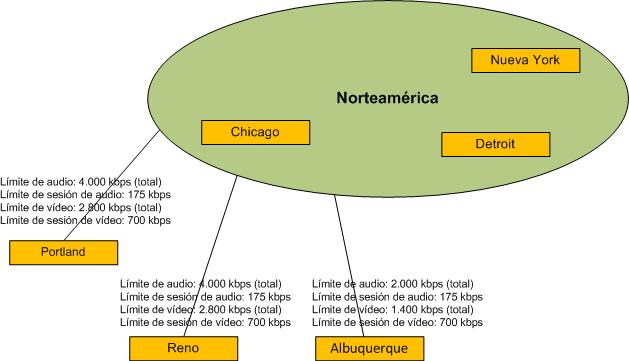 Nueva York
Norteamérica
Chicago
Detroit
Límite de audio: 4.000 kbps (total)
Límite de sesión de audio: 175 kbps
Límite de vídeo: 2.800 kbps (total)
Límite de sesión de vídeo: 700 kbps
Portland
Límite de audio: 4.000 kbps (total)
Límite de sesión de audio: 175 kbps
Límite de vídeo: 2.800 kbps (total)
Límite de sesión de vídeo: 700 kbps
Reno
Límite de audio: 2.000 kbps (total)
Límite de sesión de audio: 175 kbps
Límite de vídeo: 1.400 kbps (total)
Límite de sesión de vídeo: 700 kbps
Albuquerque